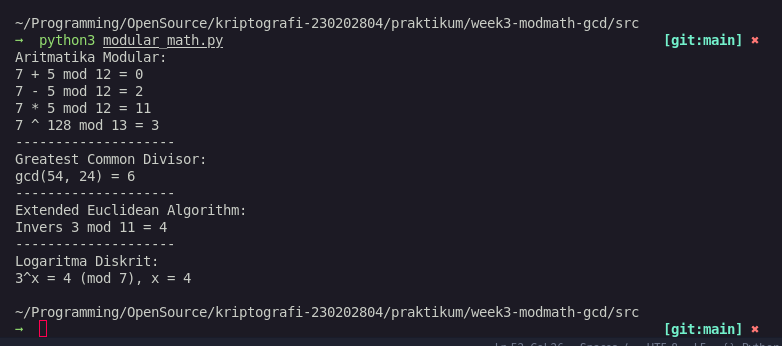 ~/Programming/OpenSource/kriptografi-230202804/praktikum/week3-modmath-gcd/src
→ python3 modular_math.py [git:main] ✖
Aritmatika Modular:
7 + 5 mod 12 = 0
7 - 5 mod 12 = 2
7 * 5 mod 12 = 11
7 ^ 128 mod 13 = 3
--------------------
Greatest Common Divisor:
gcd(54, 24) = 6
--------------------
Extended Euclidean Algorithm:
Invers 3 mod 11 = 4
--------------------
Logaritma Diskrit:
3^x = 4 (mod 7), x = 4
~/Programming/OpenSource/kriptografi-230202804/praktikum/week3-modmath-gcd/src
→ [git:main] ✖